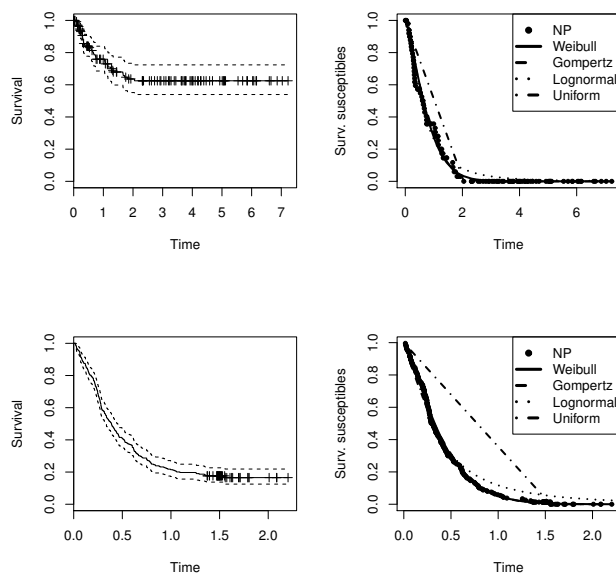 0.0 0.2 0.4 0.6 0.8 1.0
Survival
0 1 2 3 4 5 6 7
Time
0.0 0.2 0.4 0.6 0.8 1.0
Surv. susceptibles
NP
Weibull
Gompertz
Lognormal
Uniform
0 2 4 6
Time
0.0 0.2 0.4 0.6 0.8 1.0
Survival
0.0 0.5 1.0 1.5 2.0
Time
0.0 0.2 0.4 0.6 0.8 1.0
Surv. susceptibles
NP
Weibull
Gompertz
Lognormal
Uniform
0.0 0.5 1.0 1.5 2.0
Time